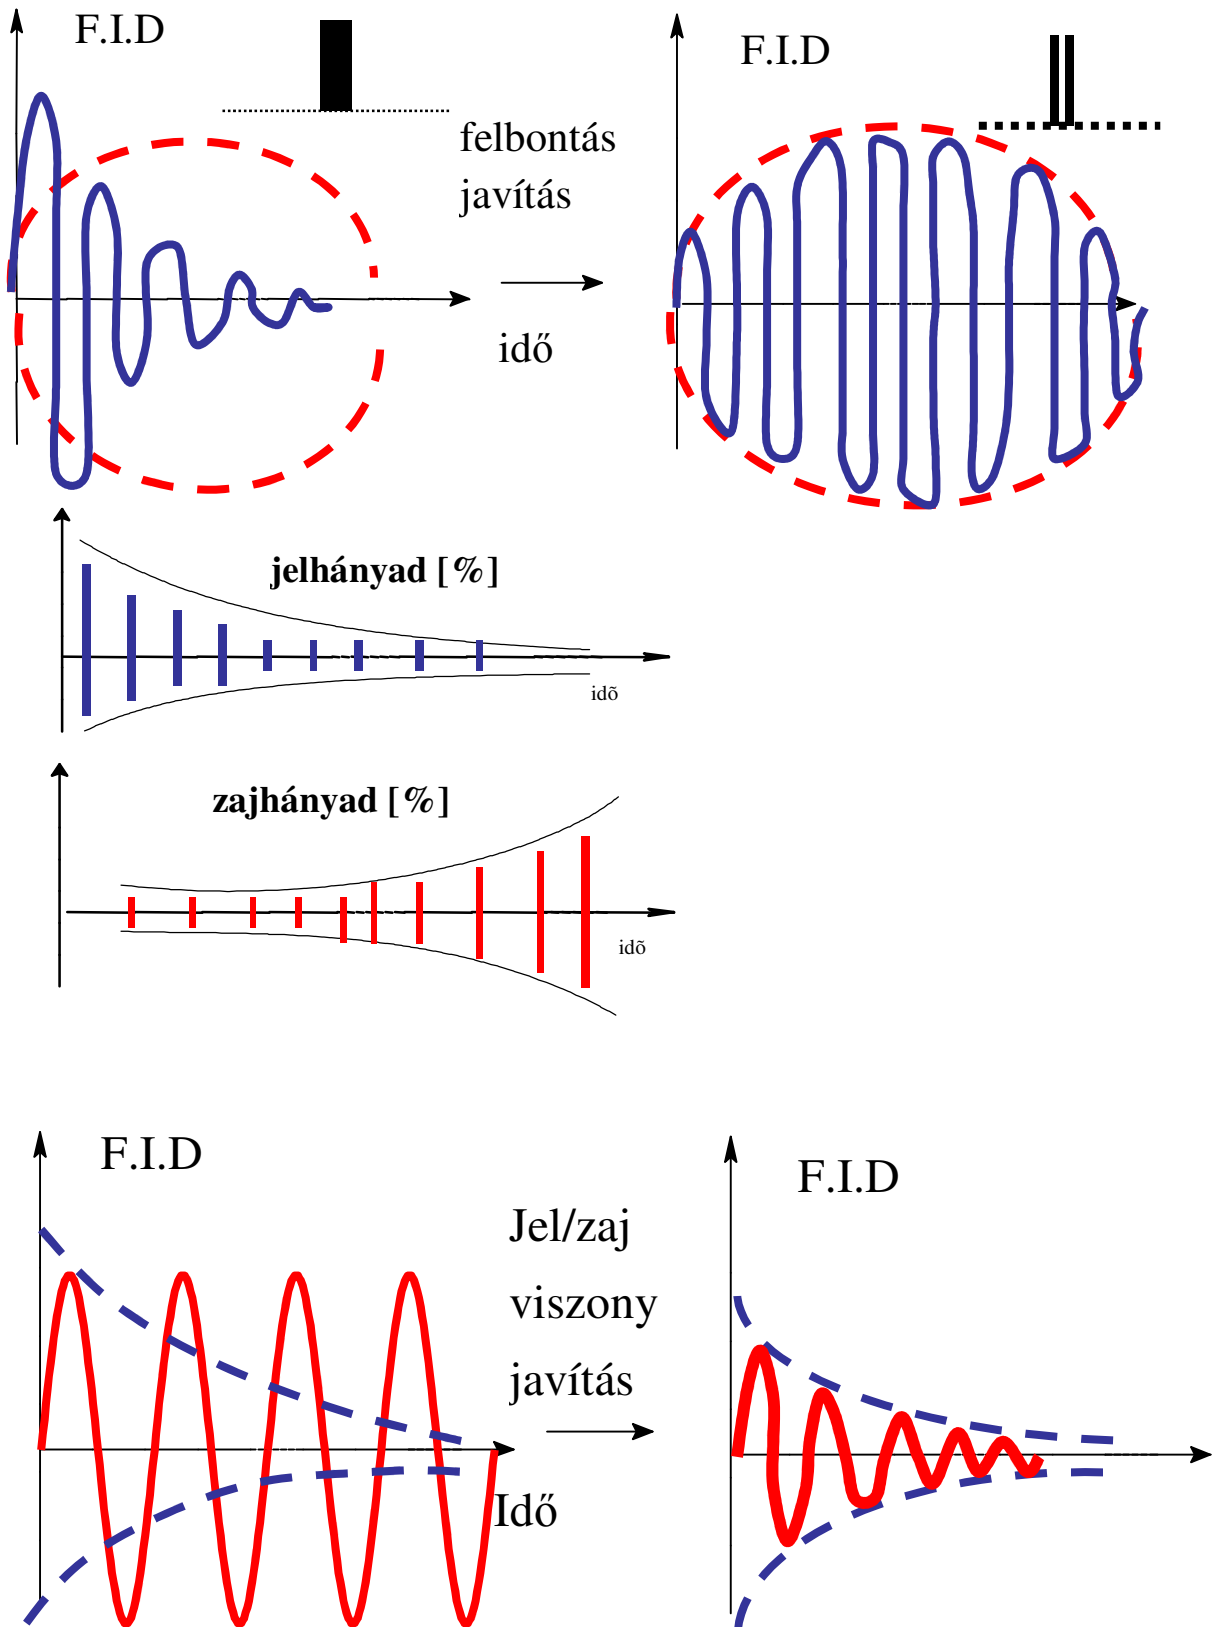 F.I.D
F.I.D
felbontás
javítás
idő
jelhányad [%]
idõ
zajhányad [%]
idõ
F.I.D
F.I.D
Jel/zaj
viszony
javítás
Idő